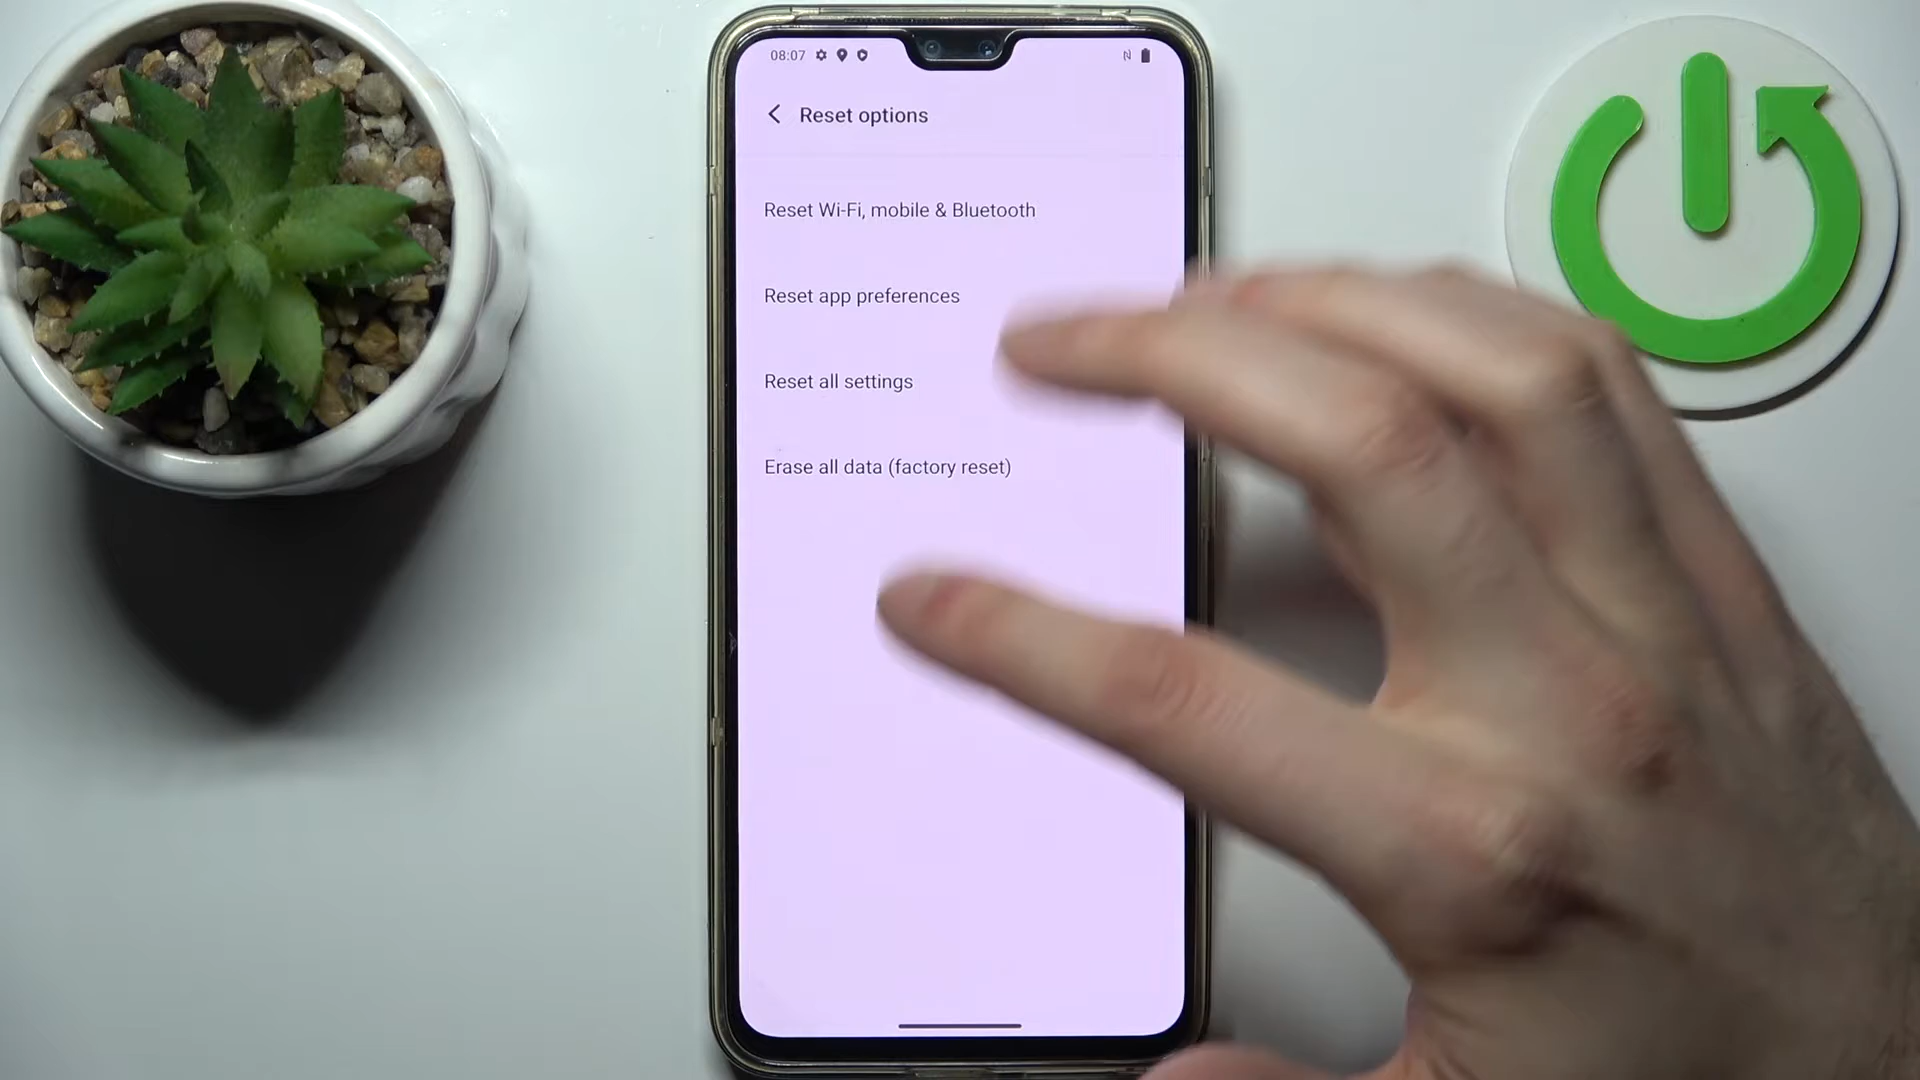 08:07
Reset options
Reset Wi-Fi, mobile & Bluetooth
Reset app preferences
Reset all settings
Erase all data (factory reset)